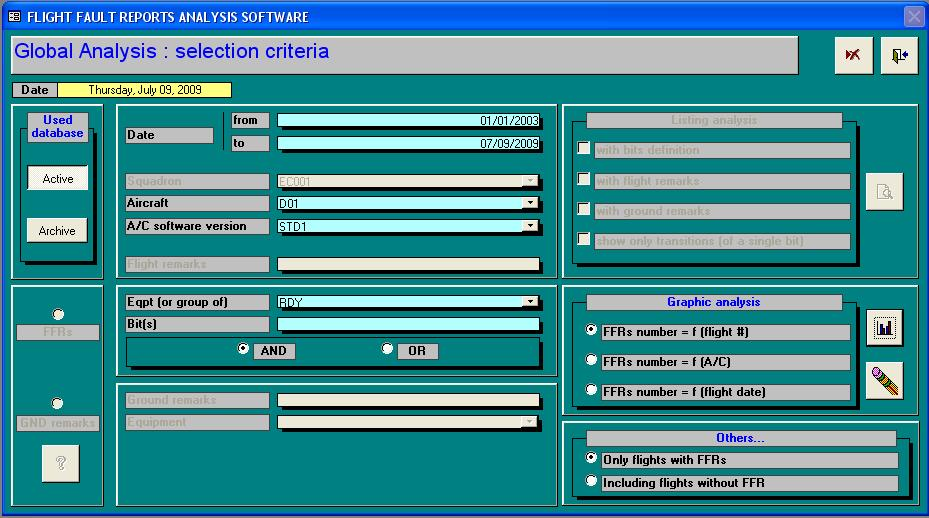 FLIGHT FAULT REPORTS ANALYSIS SOFTWARE
Global Analysis : selection criteria
Date Thursday, July 09, 2009
Used
database
Active
Archive
FFRs
GND remarks
?
Date
from 01/01/2003
to 07/09/2009
Squadron EC001
Aircraft D01
A/C software version STD1
Flight remarks
Eqpt (or group of) RDY
Bit(s)
AND OR
Ground remarks
Equipment
Listing analysis
with bits definition
with flight remarks
with ground remarks
show only transitions (of a single bit)
Graphic analysis
FFRs number = f (flight #)
FFRs number = f (A/C)
FFRs number = f (flight date)
Others...
Only flights with FFRs
Including flights without FFR